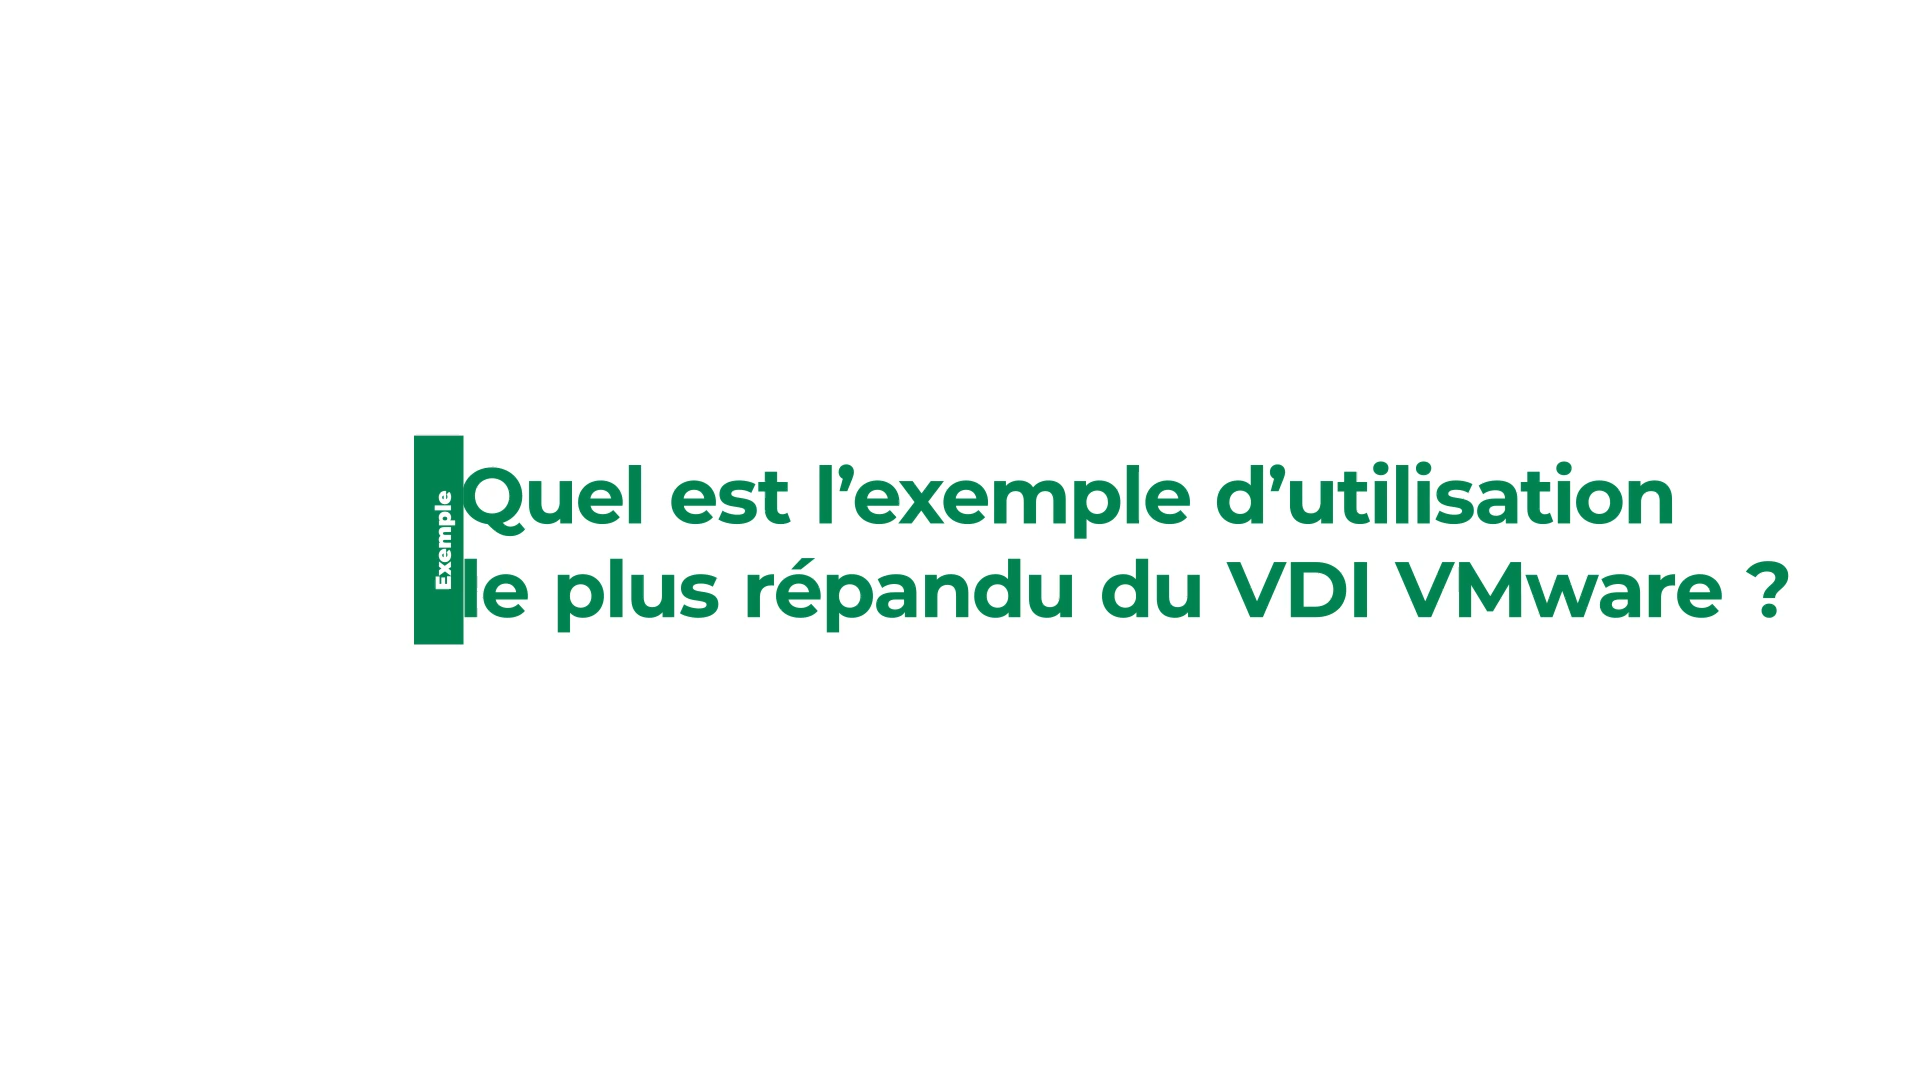 Exemple
Quel est l’exemple d’utilisation
le plus répandu du VDI VMware ?